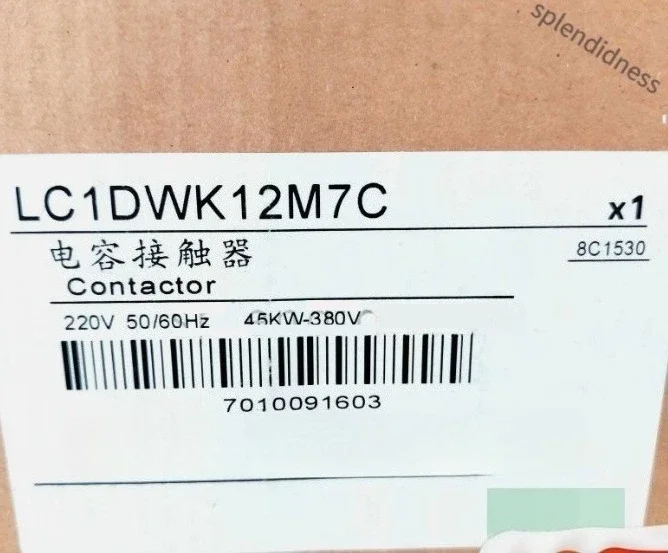 splendidness
LC1DWK12M7C x1
电容接触器 8C1530
Contactor
220V 50/60Hz 45KW-380V
7010091603